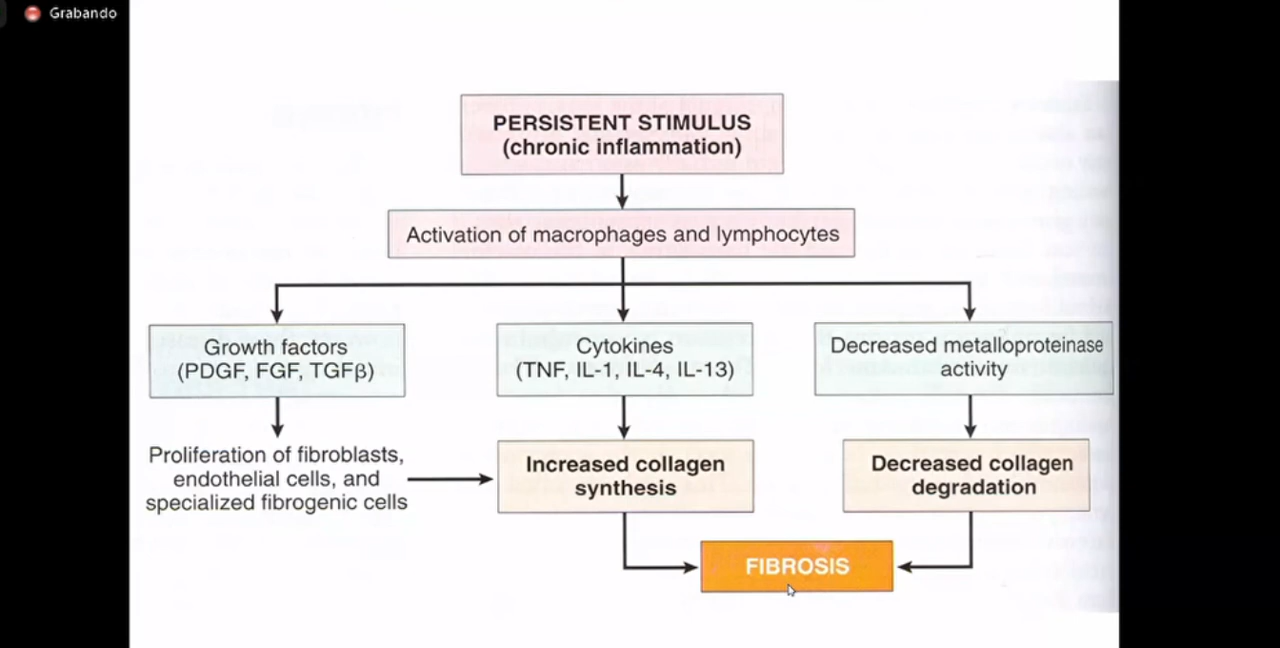 Grabando
PERSISTENT STIMULUS
(chronic inflammation)
Activation of macrophages and lymphocytes
Growth factors
(PDGF, FGF, TGFβ)
Cytokines
(TNF, IL-1, IL-4, IL-13)
Decreased metalloproteinase
activity
Proliferation of fibroblasts,
endothelial cells, and
specialized fibrogenic cells
Increased collagen
synthesis
Decreased collagen
degradation
FIBROSIS